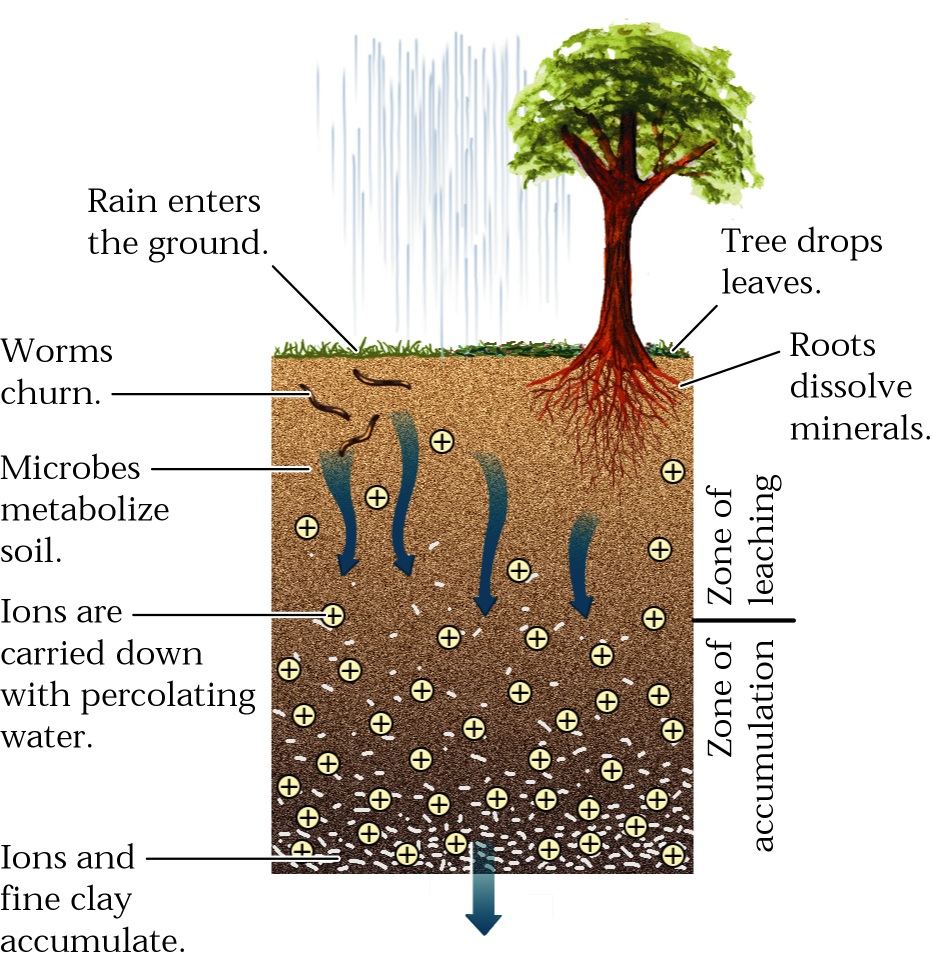 Rain enters
the ground.
Tree drops
leaves.
Worms
churn.
Roots
dissolve
minerals.
Microbes
metabolize
soil.
Zone of
leaching
Ions are
carried down
with percolating
water.
Zone of
accumulation
Ions and
fine clay
accumulate.